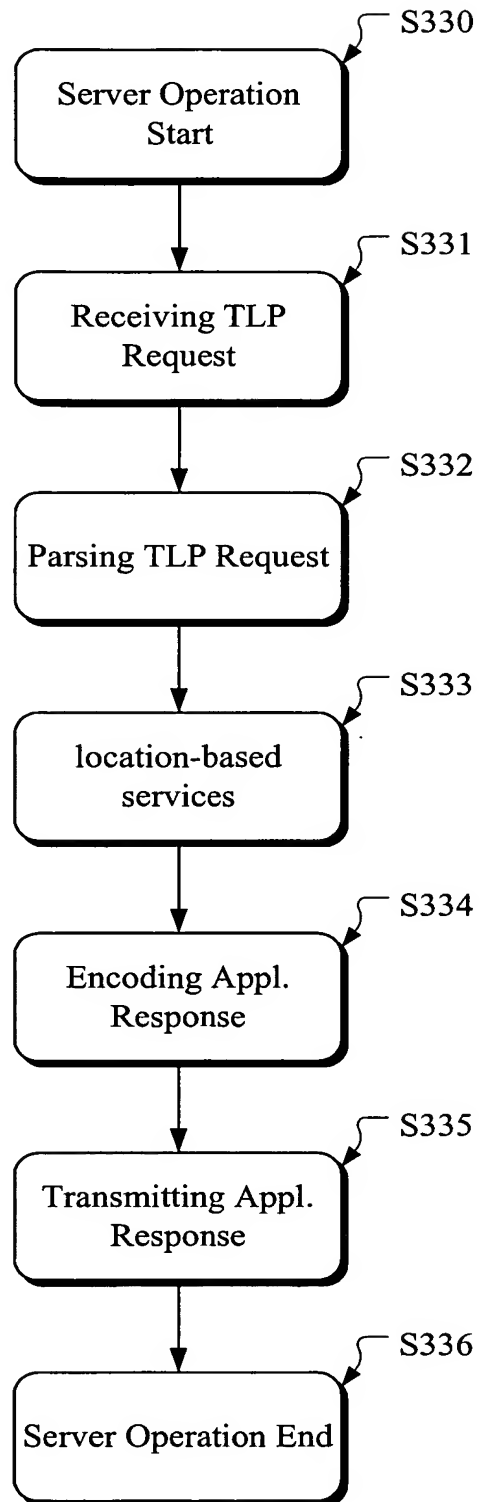 S330
Server Operation
Start
S331
Receiving TLP
Request
S332
Parsing TLP Request
S333
location-based
services
S334
Encoding Appl.
Response
S335
Transmitting Appl.
Response
S336
Server Operation End